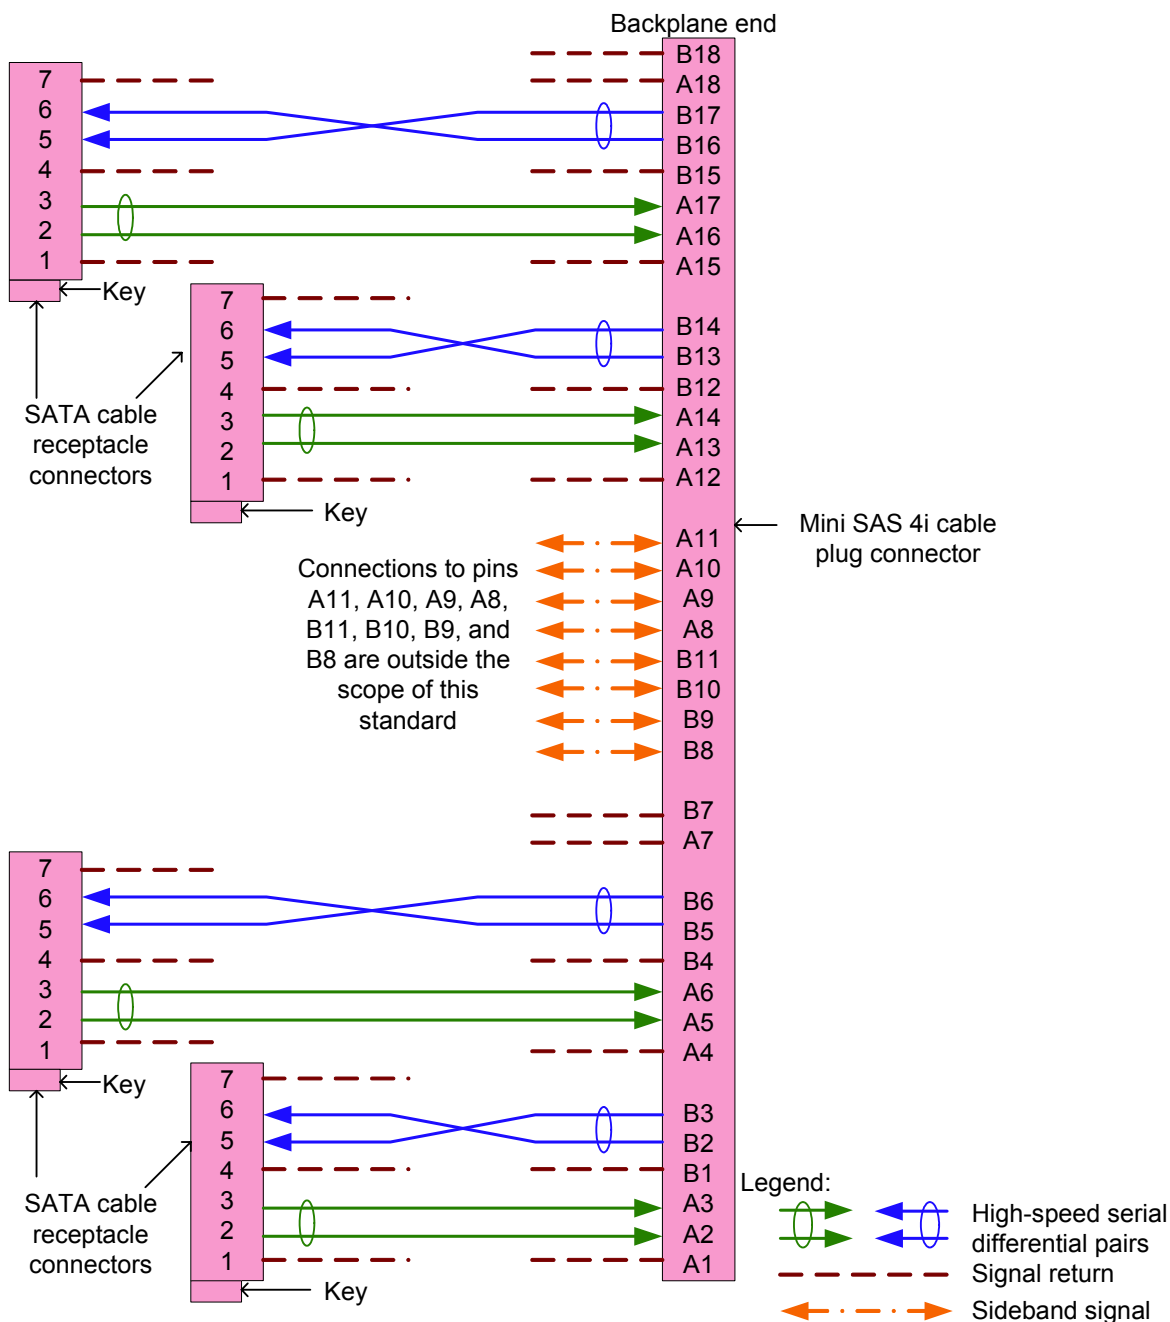 Backplane end
7
6
5
4
3
2
1
Key
SATA cable
receptacle
connectors
7
6
5
4
3
2
1
Key
B18
A18
B17
B16
B15
A17
A16
A15
B14
B13
B12
A14
A13
A12
A11
A10
A9
A8
B11
B10
B9
B8
B7
A7
B6
B5
B4
A6
A5
A4
B3
B2
B1
A3
A2
A1
Mini SAS 4i cable
plug connector
Connections to pins
A11, A10, A9, A8,
B11, B10, B9, and
B8 are outside the
scope of this
standard
7
6
5
4
3
2
1
Key
SATA cable
receptacle
connectors
7
6
5
4
3
2
1
Key
Legend:
High-speed serial
differential pairs
Signal return
Sideband signal